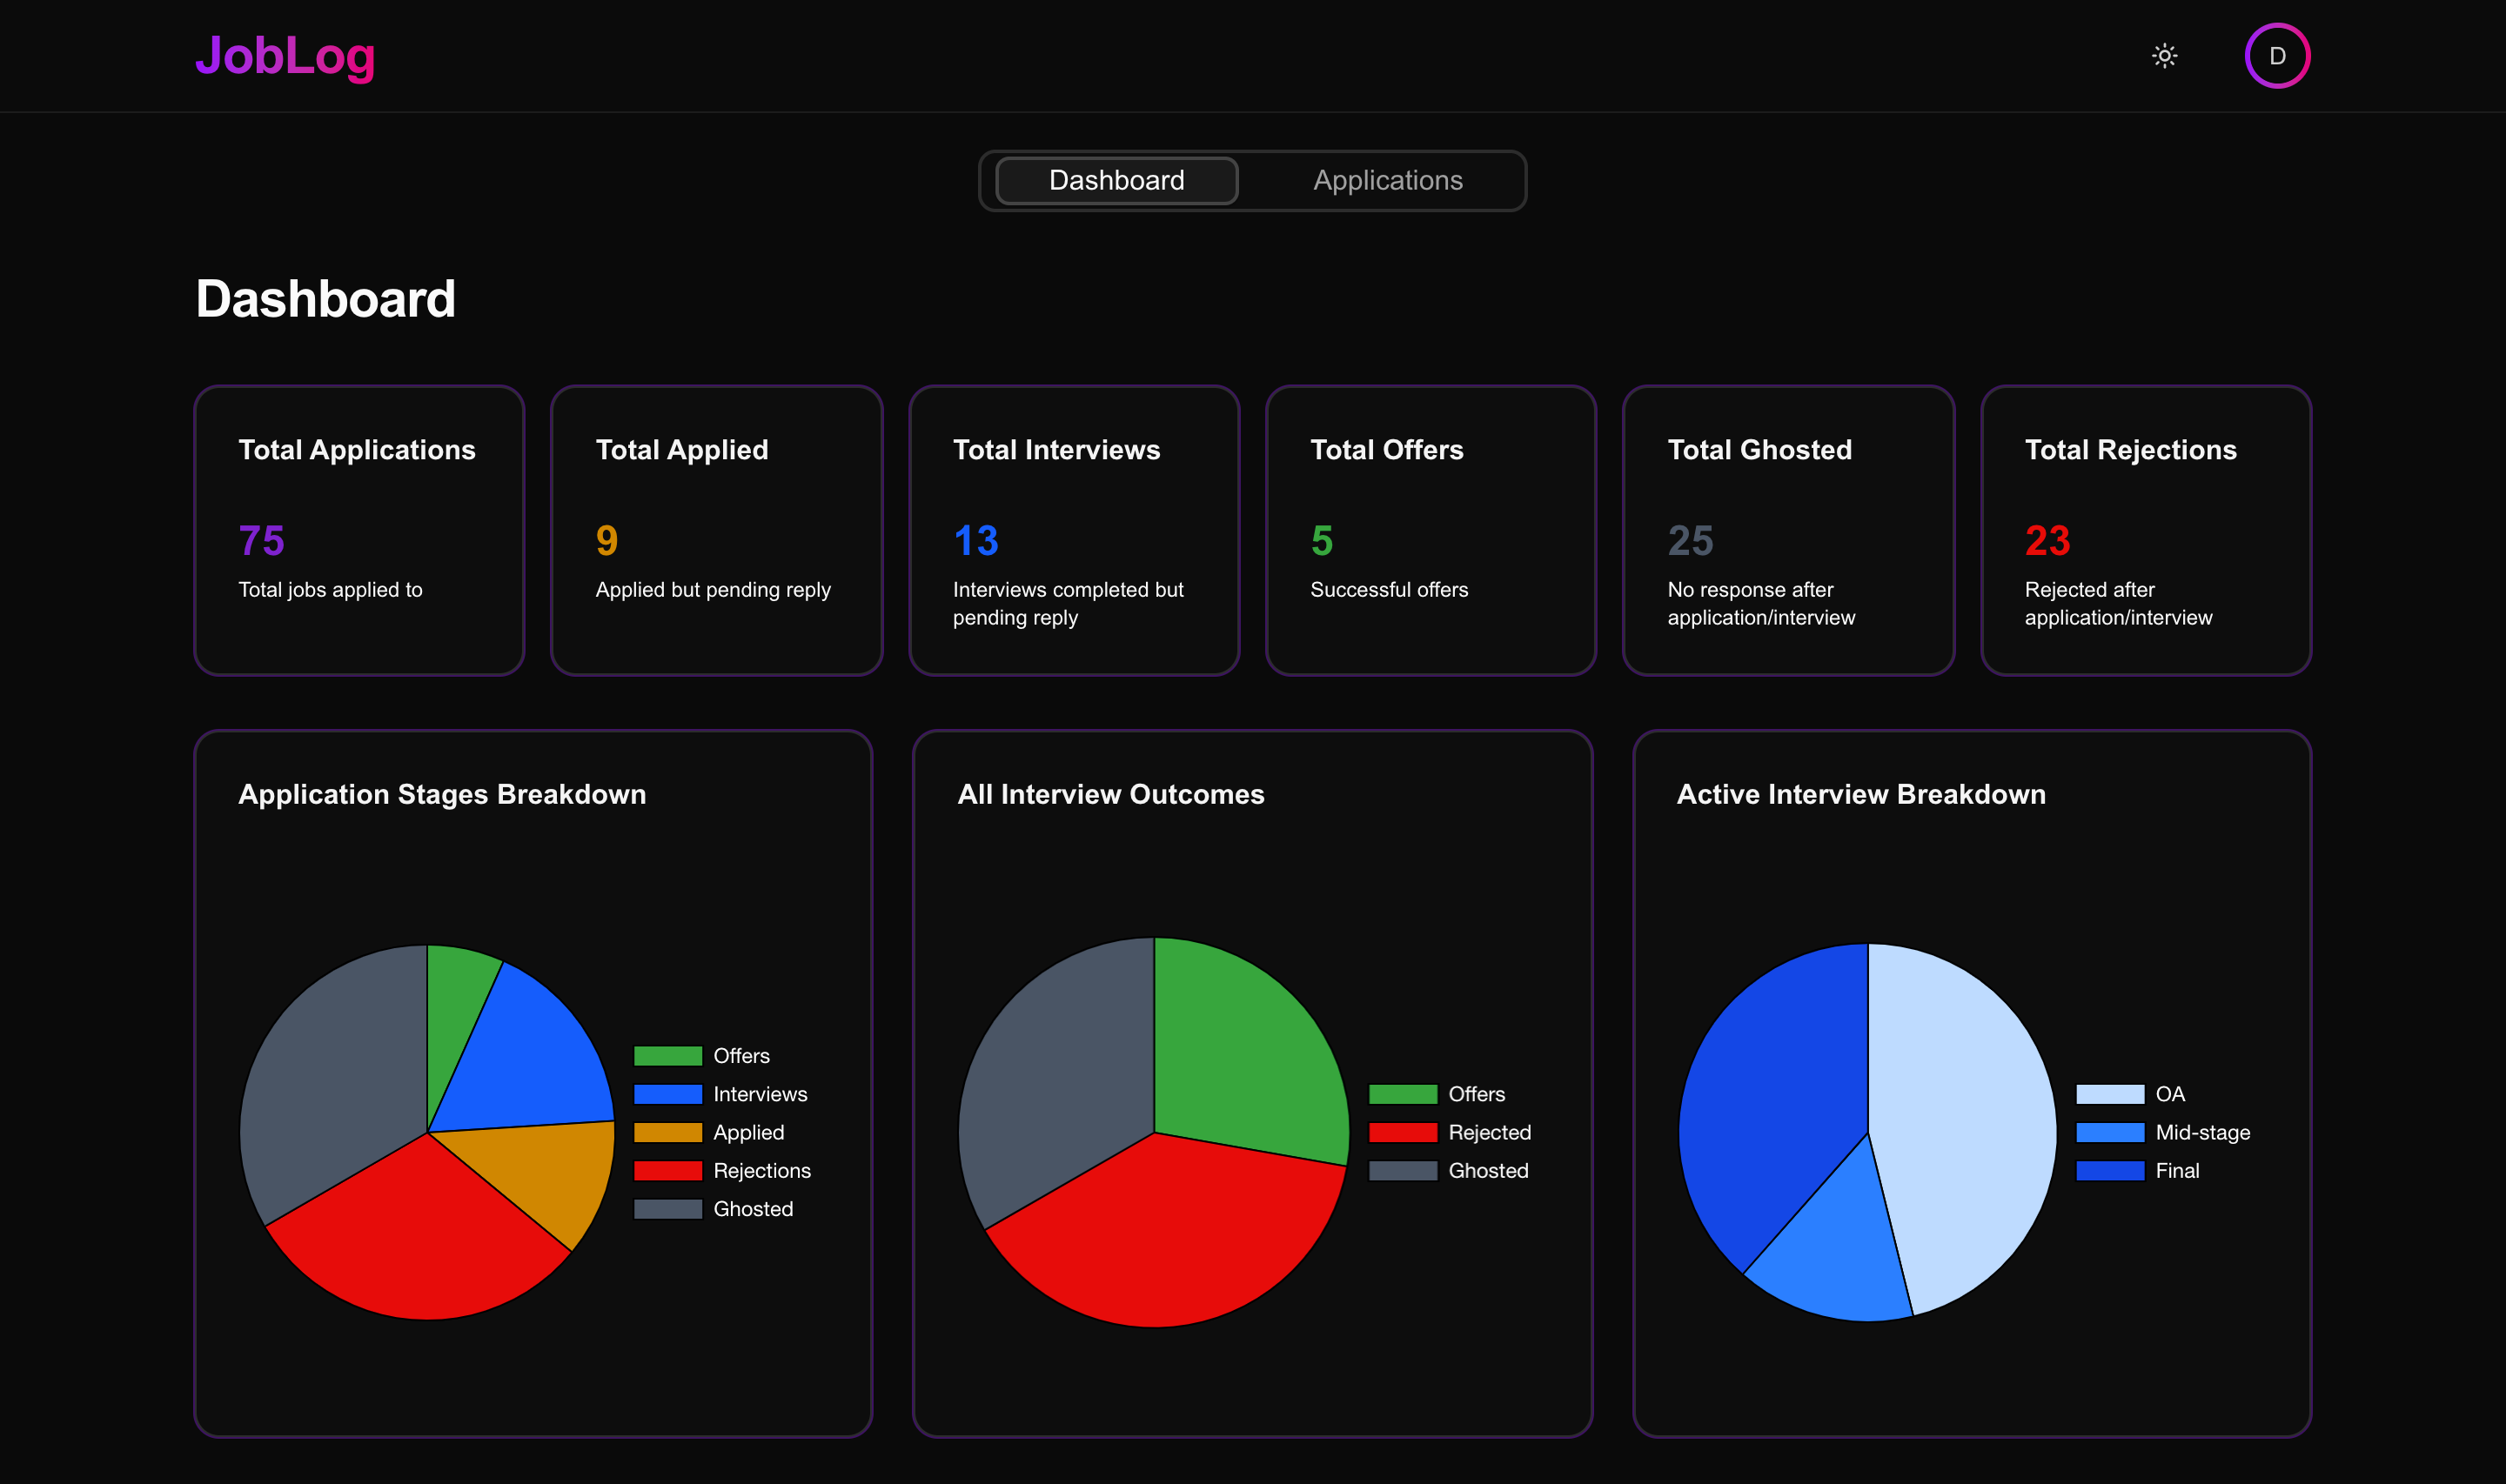 JobLog
D
Dashboard
Applications
Dashboard
Total Applications
75
Total jobs applied to
Total Applied
9
Applied but pending reply
Total Interviews
13
Interviews completed but
pending reply
Total Offers
5
Successful offers
Total Ghosted
25
No response after
application/interview
Total Rejections
23
Rejected after
application/interview
Application Stages Breakdown
Offers
Interviews
Applied
Rejections
Ghosted
All Interview Outcomes
Offers
Rejected
Ghosted
Active Interview Breakdown
OA
Mid-stage
Final